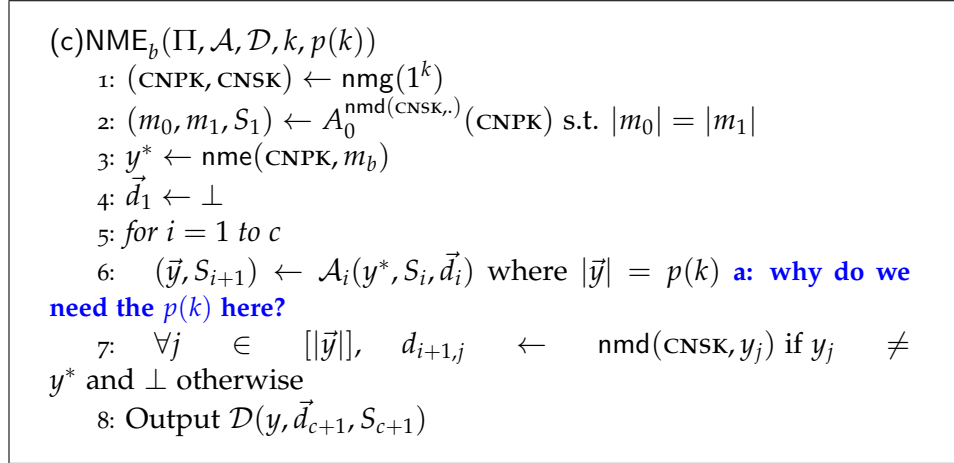 (c)NME_b(Π, 𝒜, 𝒟, k, p(k))
1: (CNPK, CNSK) ← nmg(1^k)
2: (m_0, m_1, S_1) ← A_0^{nmd(CNSK,.)}(CNPK) s.t. |m_0| = |m_1|
3: y* ← nme(CNPK, m_b)
4: d⃗_1 ← ⊥
5: for i = 1 to c
6: (y⃗, S_{i+1}) ← 𝒜_i(y*, S_i, d⃗_i) where |y⃗| = p(k) a: why do we
need the p(k) here?
7: ∀j ∈ [|y⃗|], d_{i+1,j} ← nmd(CNSK, y_j) if y_j ≠
y* and ⊥ otherwise
8: Output 𝒟(y, d⃗_{c+1}, S_{c+1})